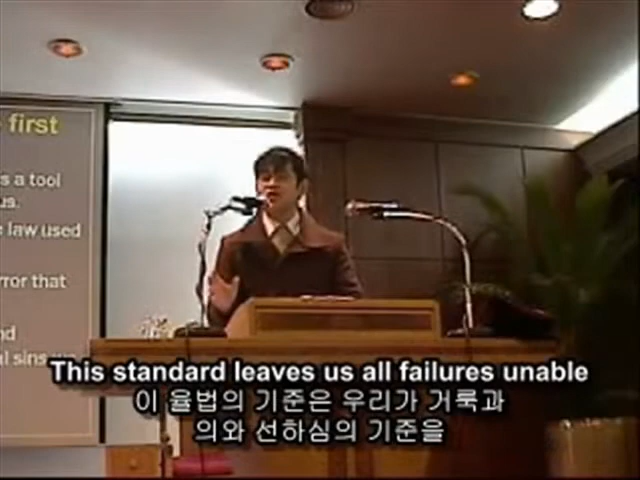 first
s a tool
us.
law used
rror that
nd
al sins
This standard leaves us all failures unable
이 율법의 기준은 우리가 거룩과
의와 선하심의 기준을